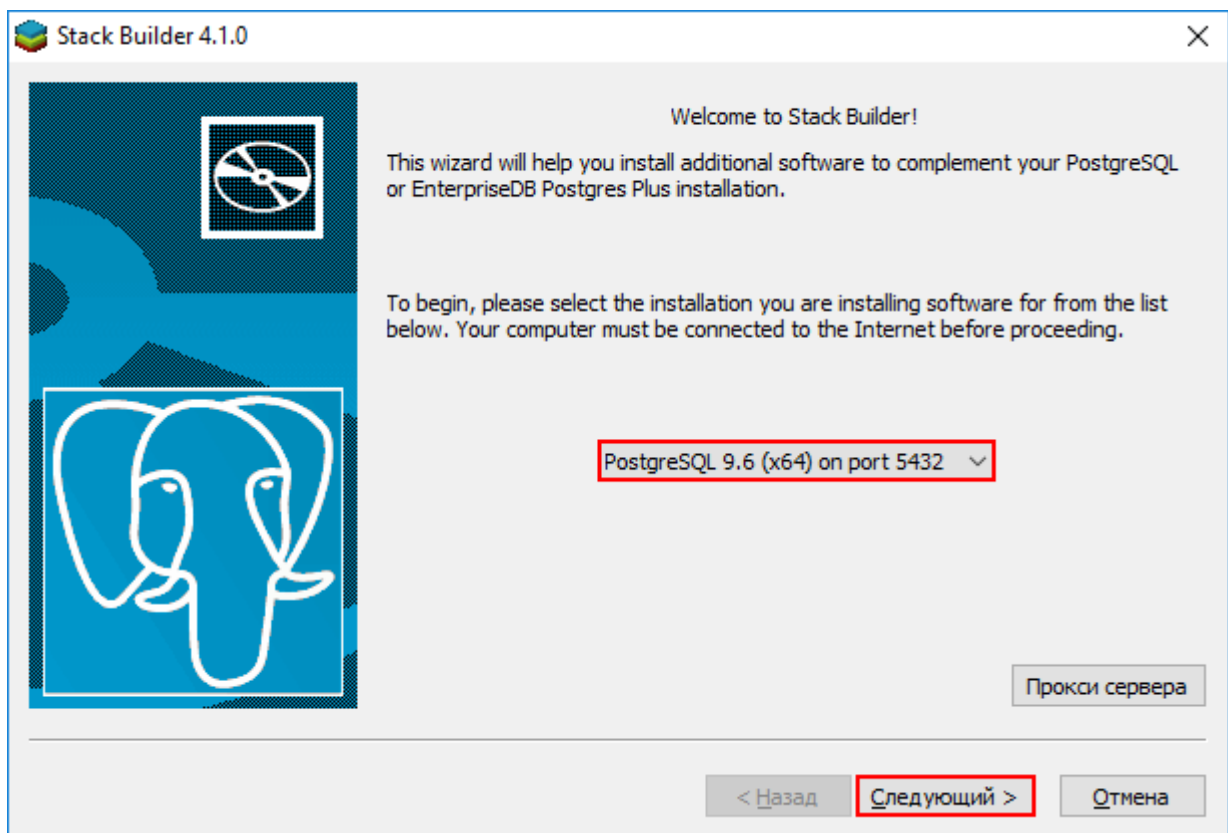 Stack Builder 4.1.0
Welcome to Stack Builder!
This wizard will help you install additional software to complement your PostgreSQL
or EnterpriseDB Postgres Plus installation.
To begin, please select the installation you are installing software for from the list
below. Your computer must be connected to the Internet before proceeding.
PostgreSQL 9.6 (x64) on port 5432
Прокси сервера
< Назад
Следующий >
Отмена